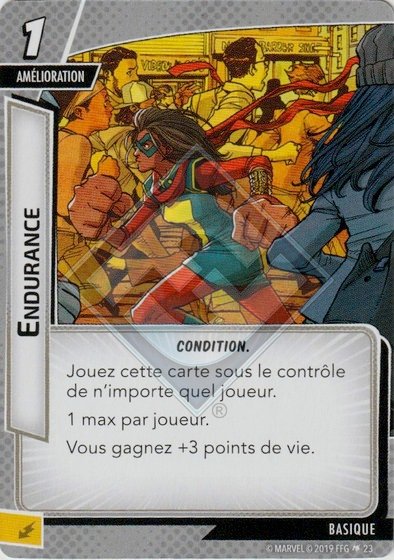 1
AMÉLIORATION
VIDEO
ENDURANCE
CONDITION.
Jouez cette carte sous le contrôle
de n'importe quel joueur.
1 max par joueur.
®
Vous gagnez +3 points de vie.
BASIQUE
© MARVEL © 2019 FFG 23